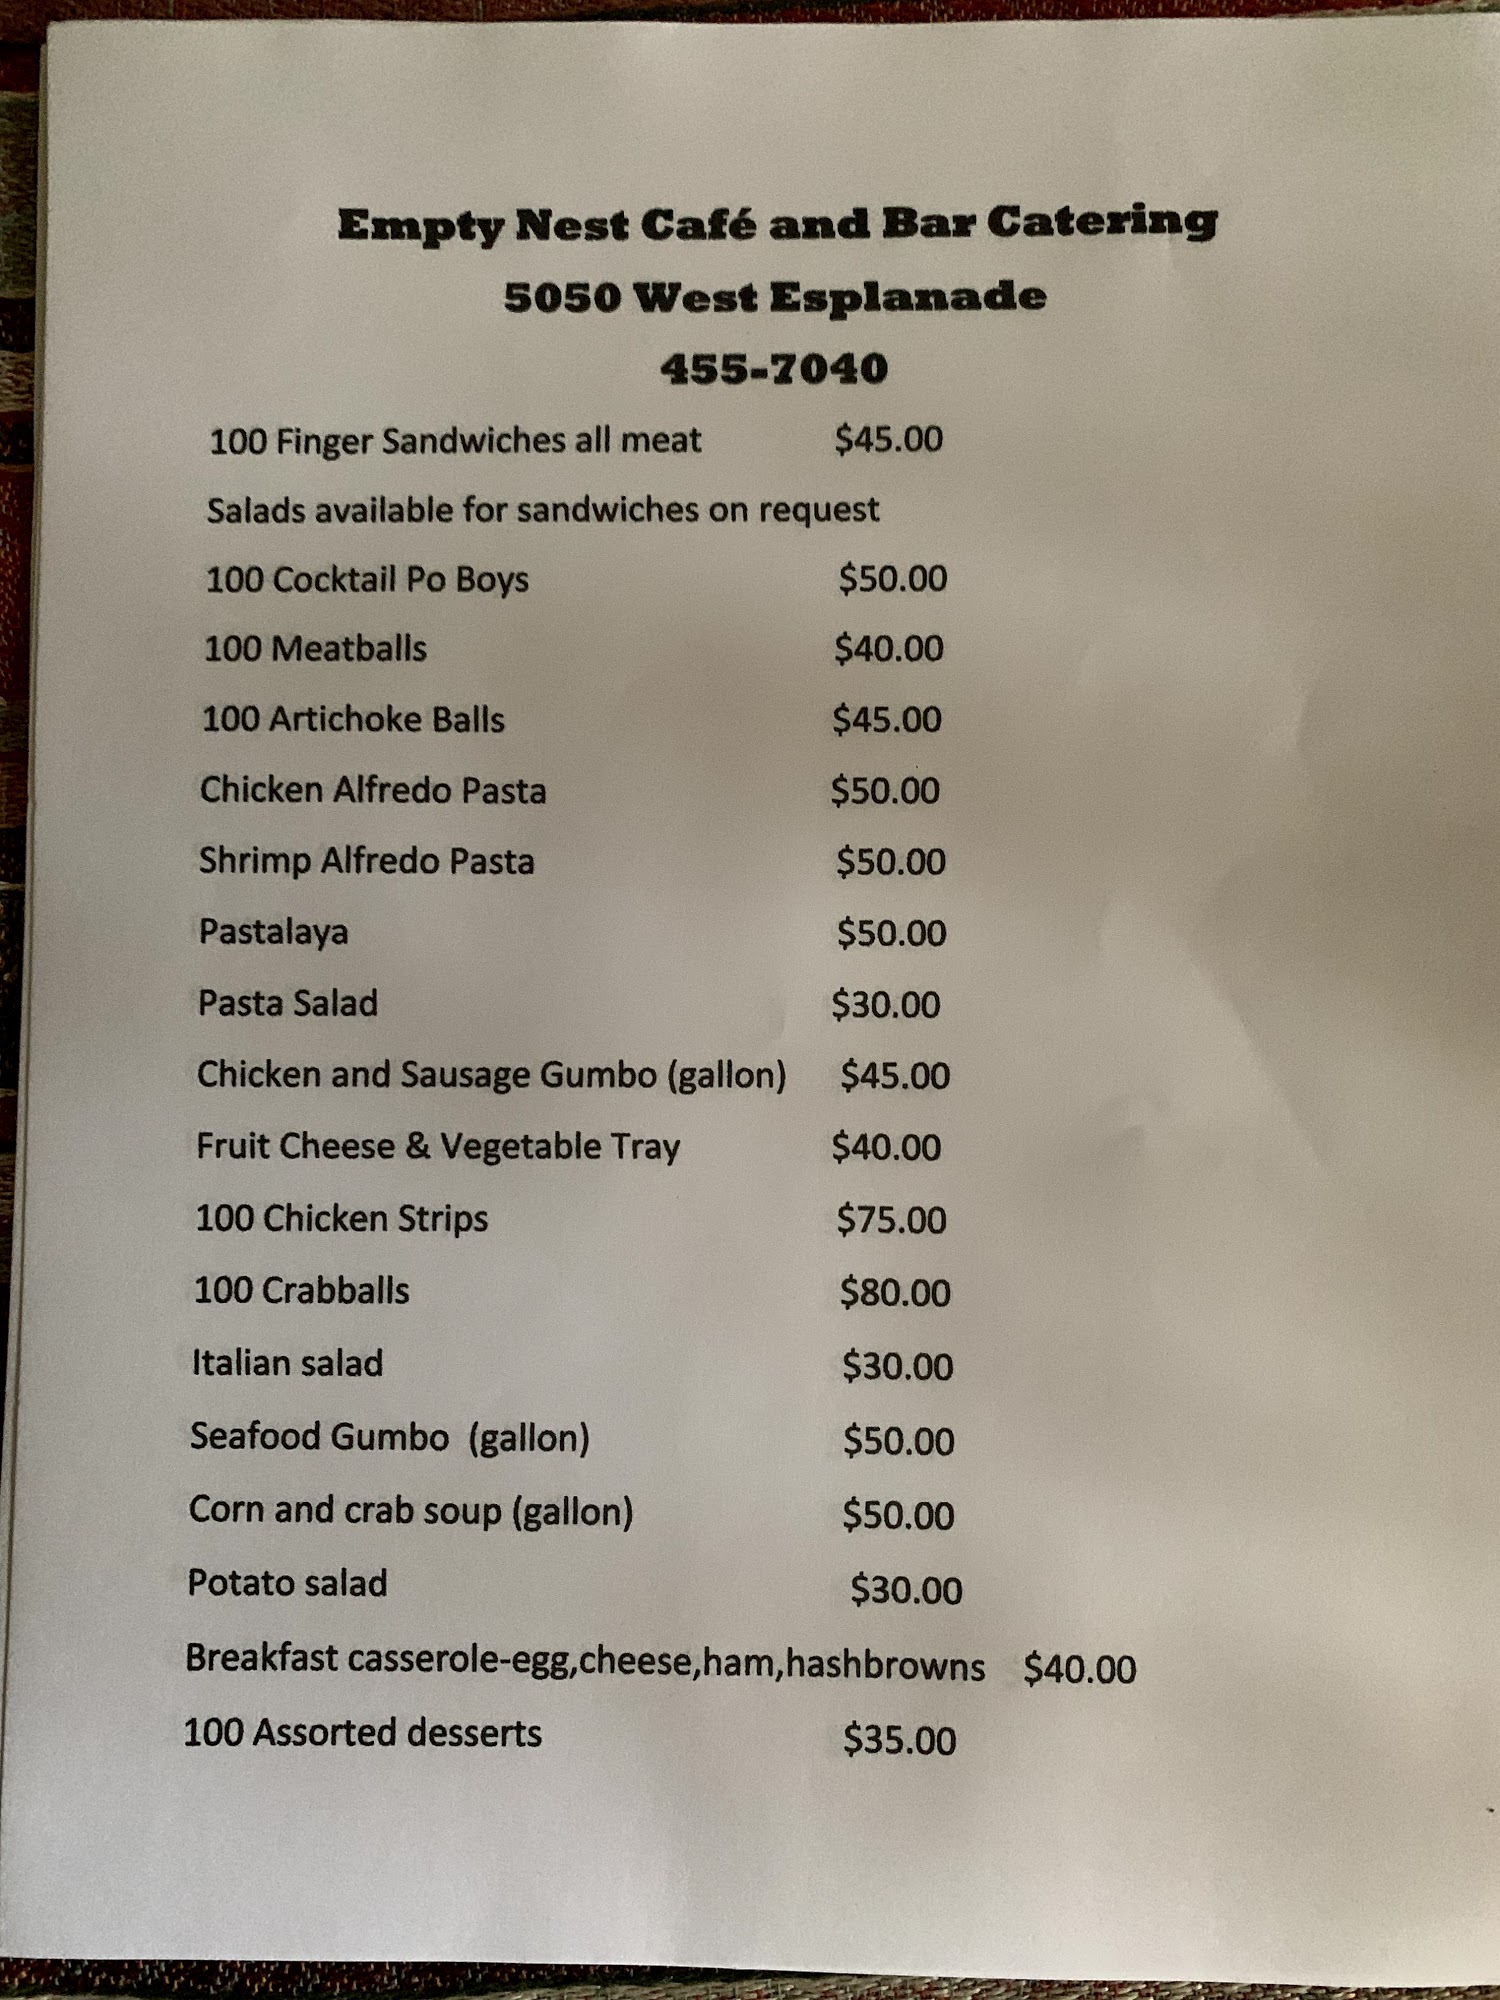 Empty Nest Café and Bar Catering
5050 West Esplanade
455-7040
100 Finger Sandwiches all meat $45.00
Salads available for sandwiches on request
100 Cocktail Po Boys $50.00
100 Meatballs $40.00
100 Artichoke Balls $45.00
Chicken Alfredo Pasta $50.00
Shrimp Alfredo Pasta $50.00
Pastalaya $50.00
Pasta Salad $30.00
Chicken and Sausage Gumbo (gallon) $45.00
Fruit Cheese & Vegetable Tray $40.00
100 Chicken Strips $75.00
100 Crabballs $80.00
Italian salad $30.00
Seafood Gumbo (gallon) $50.00
Corn and crab soup (gallon) $50.00
Potato salad $30.00
Breakfast casserole-egg,cheese,ham,hashbrowns $40.00
100 Assorted desserts $35.00